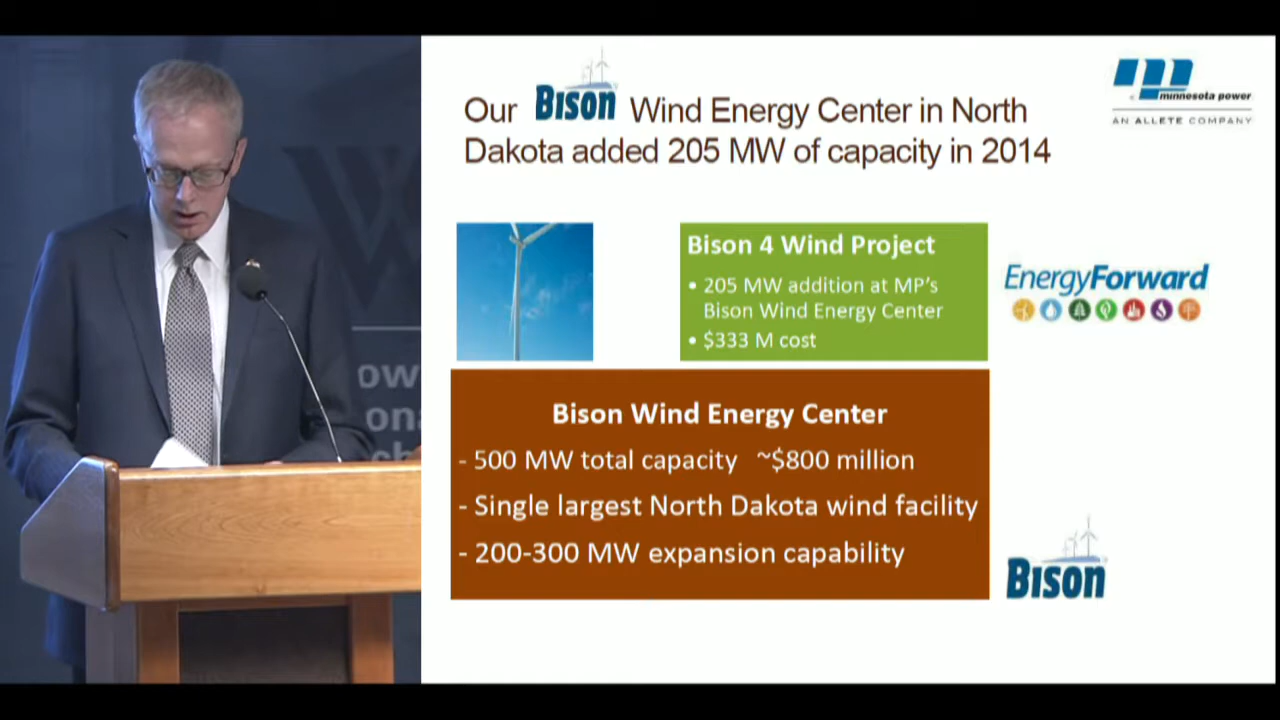 Our Bison Wind Energy Center in North
Dakota added 205 MW of capacity in 2014
minnesota power
AN ALLETE COMPANY
Bison 4 Wind Project
• 205 MW addition at MP's
Bison Wind Energy Center
• $333 M cost
EnergyForward
Bison Wind Energy Center
- 500 MW total capacity ~$800 million
- Single largest North Dakota wind facility
- 200-300 MW expansion capability
Bison
W
ow
on
ch